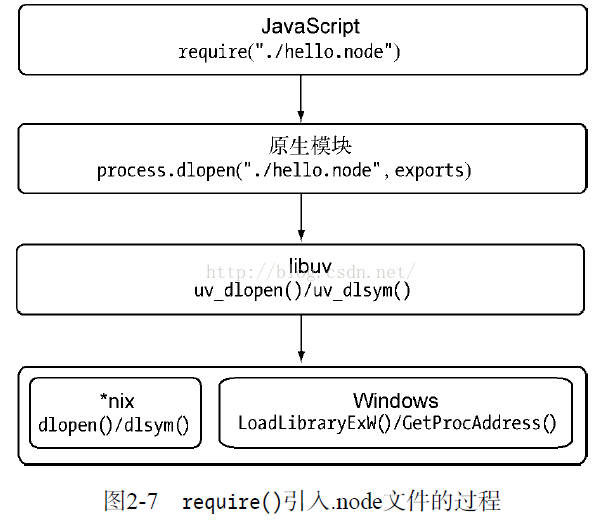 JavaScript
require("./hello.node")
原生模块
process.dlopen("./hello.node",exports)
libuv
http://blog.csdn.net/
uv_dlopen()/uv_dlsym()
*nix
dlopen()/dlsym()
Windows
LoadLibraryExW()/GetProcAddress()
图2-7 require()引入.node文件的过程